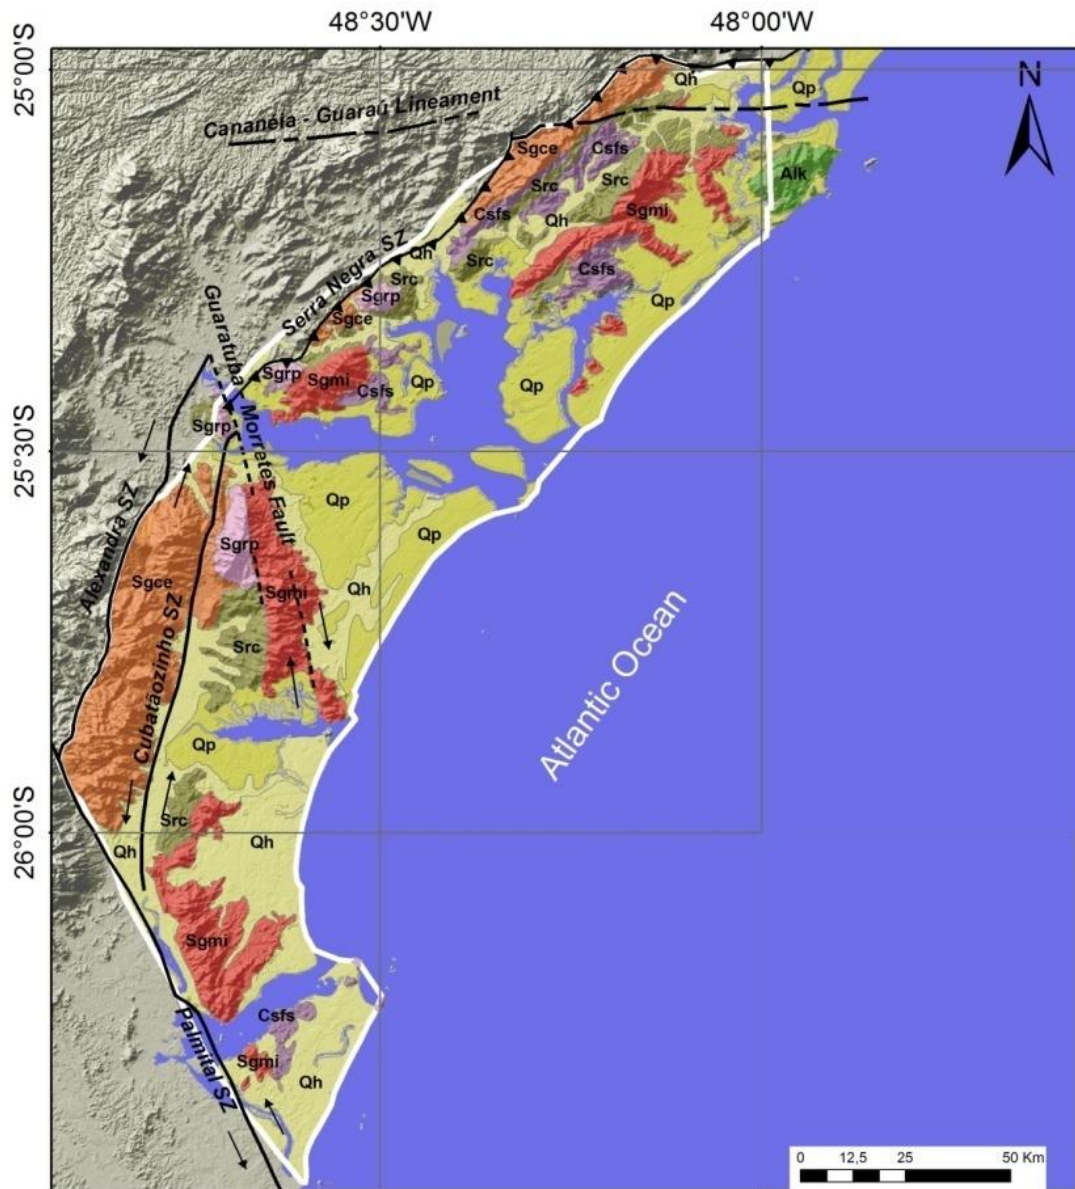 48°30'W
48°00'W
25°00'S
N
Qh
Qp
Cananéia - Guaraú Lineament
Sgce
Csfs
Alk
Src
Src
Sgmi
Csfs
Qh
Qh
Src
Csfs
Serra Negra SZ
Src
Sgrp
Qp
Sgce
Guaratuba Morretes Fault
Sgrp
Sgmi
Csfs
Qp
Qp
Sgrp
25°30'S
Qp
Qp
Alexandra SZ
Sgrp
Sgce
Sgmi
Qh
Src
Cubatãozinho SZ
Atlantic Ocean
Qp
26°00'S
Src
Qh
Qh
Sgmi
Csfs
Palmital SZ
Sgmi
Qh
0 12,5 25 50 Km